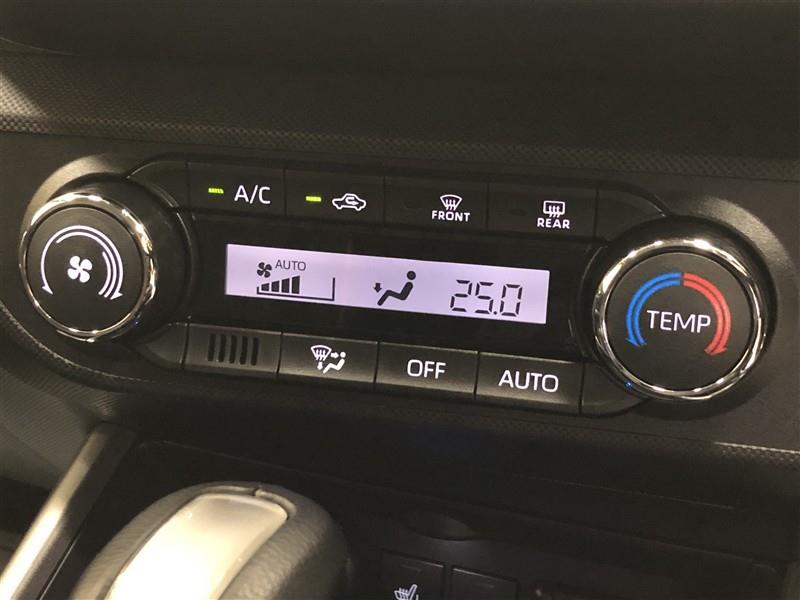 A/C
FRONT
REAR
AUTO
25.0
TEMP
OFF
AUTO